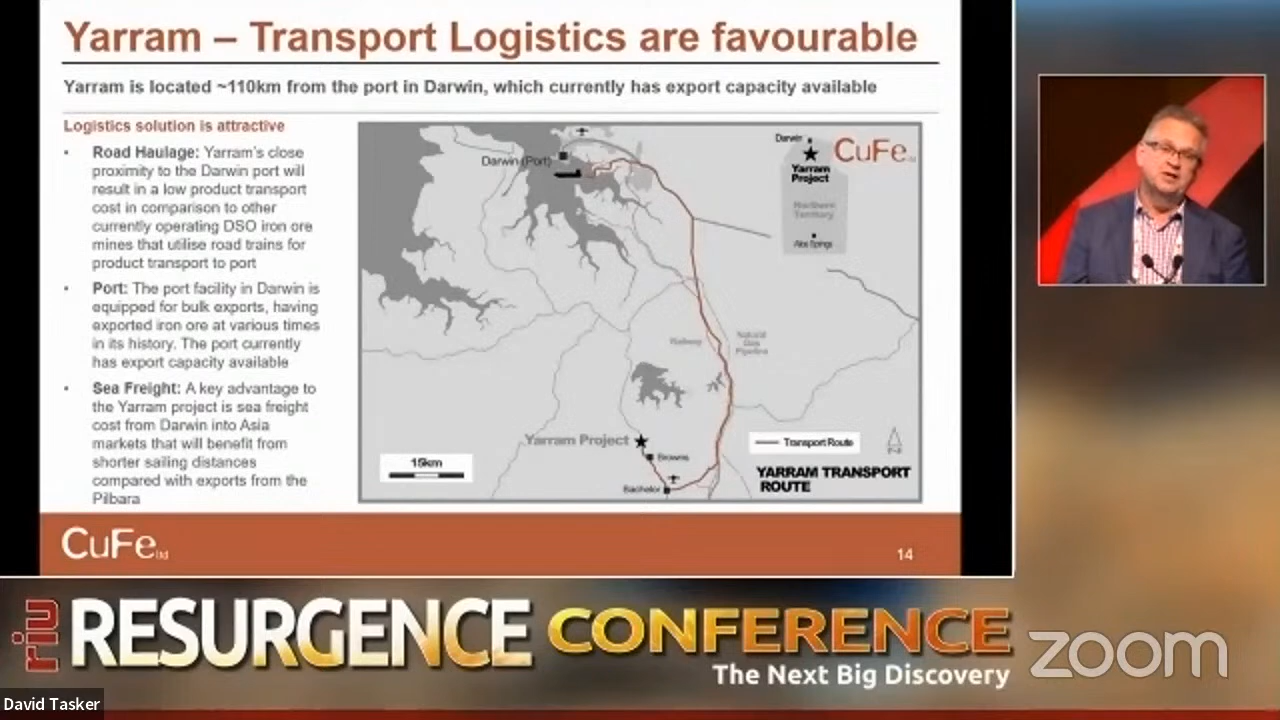 Yarram – Transport Logistics are favourable
Yarram is located ~110km from the port in Darwin, which currently has export capacity available
Logistics solution is attractive
• Road Haulage: Yarram's close
proximity to the Darwin port will
result in a low product transport
cost in comparison to other
currently operating DSO iron ore
mines that utilise road trains for
product transport to port
• Port: The port facility in Darwin is
equipped for bulk exports, having
exported iron ore at various times
in its history. The port currently
has export capacity available
• Sea Freight: A key advantage to
the Yarram project is sea freight
cost from Darwin into Asia
markets that will benefit from
shorter sailing distances
compared with exports from the
Pilbara
Darwin (Port)
Darwin
CuFe
Yarram
Project
Northern
Territory
Alice Springs
Railway
Natural
Gas
Pipeline
Yarram Project
Browns
Bachelor
15km
Transport Route
YARRAM TRANSPORT
ROUTE
CuFe ltd
14
riu RESURGENCE CONFERENCE
The Next Big Discovery
zoom
David Tasker